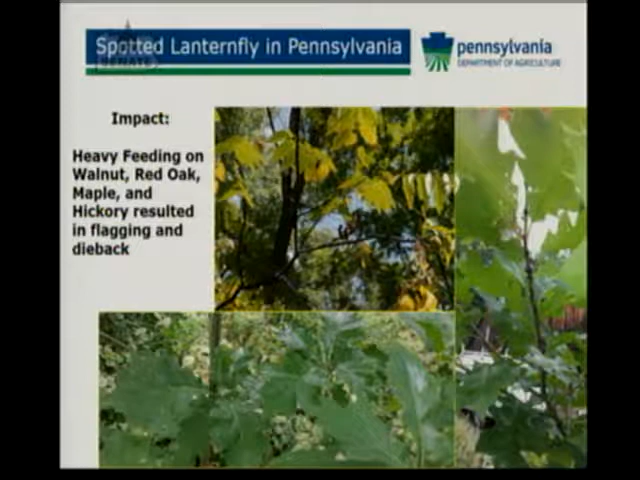 Spotted Lanternfly in Pennsylvania
SENATE
pennsylvania
DEPARTMENT OF AGRICULTURE
Impact:
Heavy Feeding on
Walnut, Red Oak,
Maple, and
Hickory resulted
in flagging and
dieback